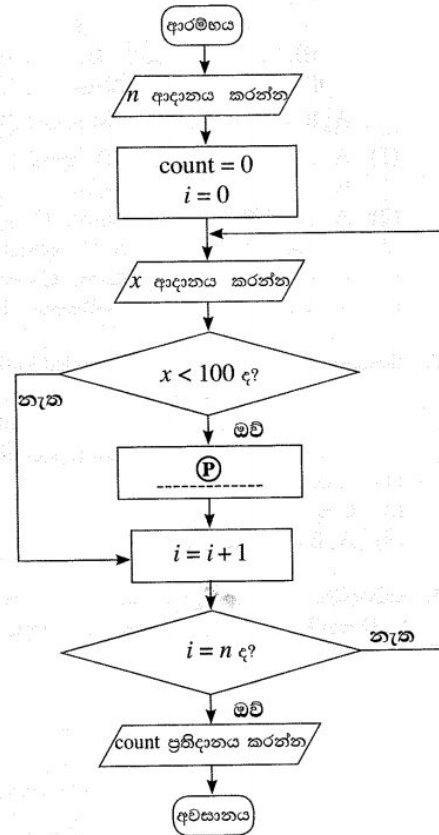 ආරම්භය
n ආදානය කරන්න
count = 0
i = 0
x ආදානය කරන්න
x < 100 ද?
නැත
ඔව්
P
i = i + 1
i = n ද?
නැත
ඔව්
count ප්‍රතිදානය කරන්න
අවසානය